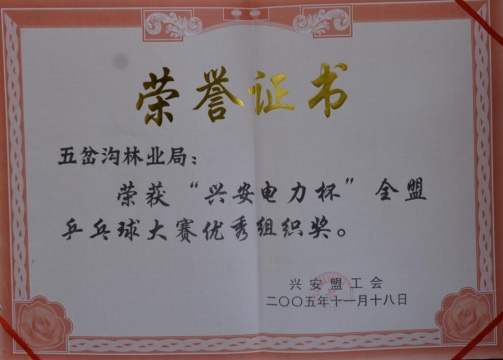 荣誉证书
五岔沟林业局：
荣获“兴安电力杯”全盟
乒乓球大赛优秀组织奖。
兴安盟工会
二〇〇五年十一月十八日